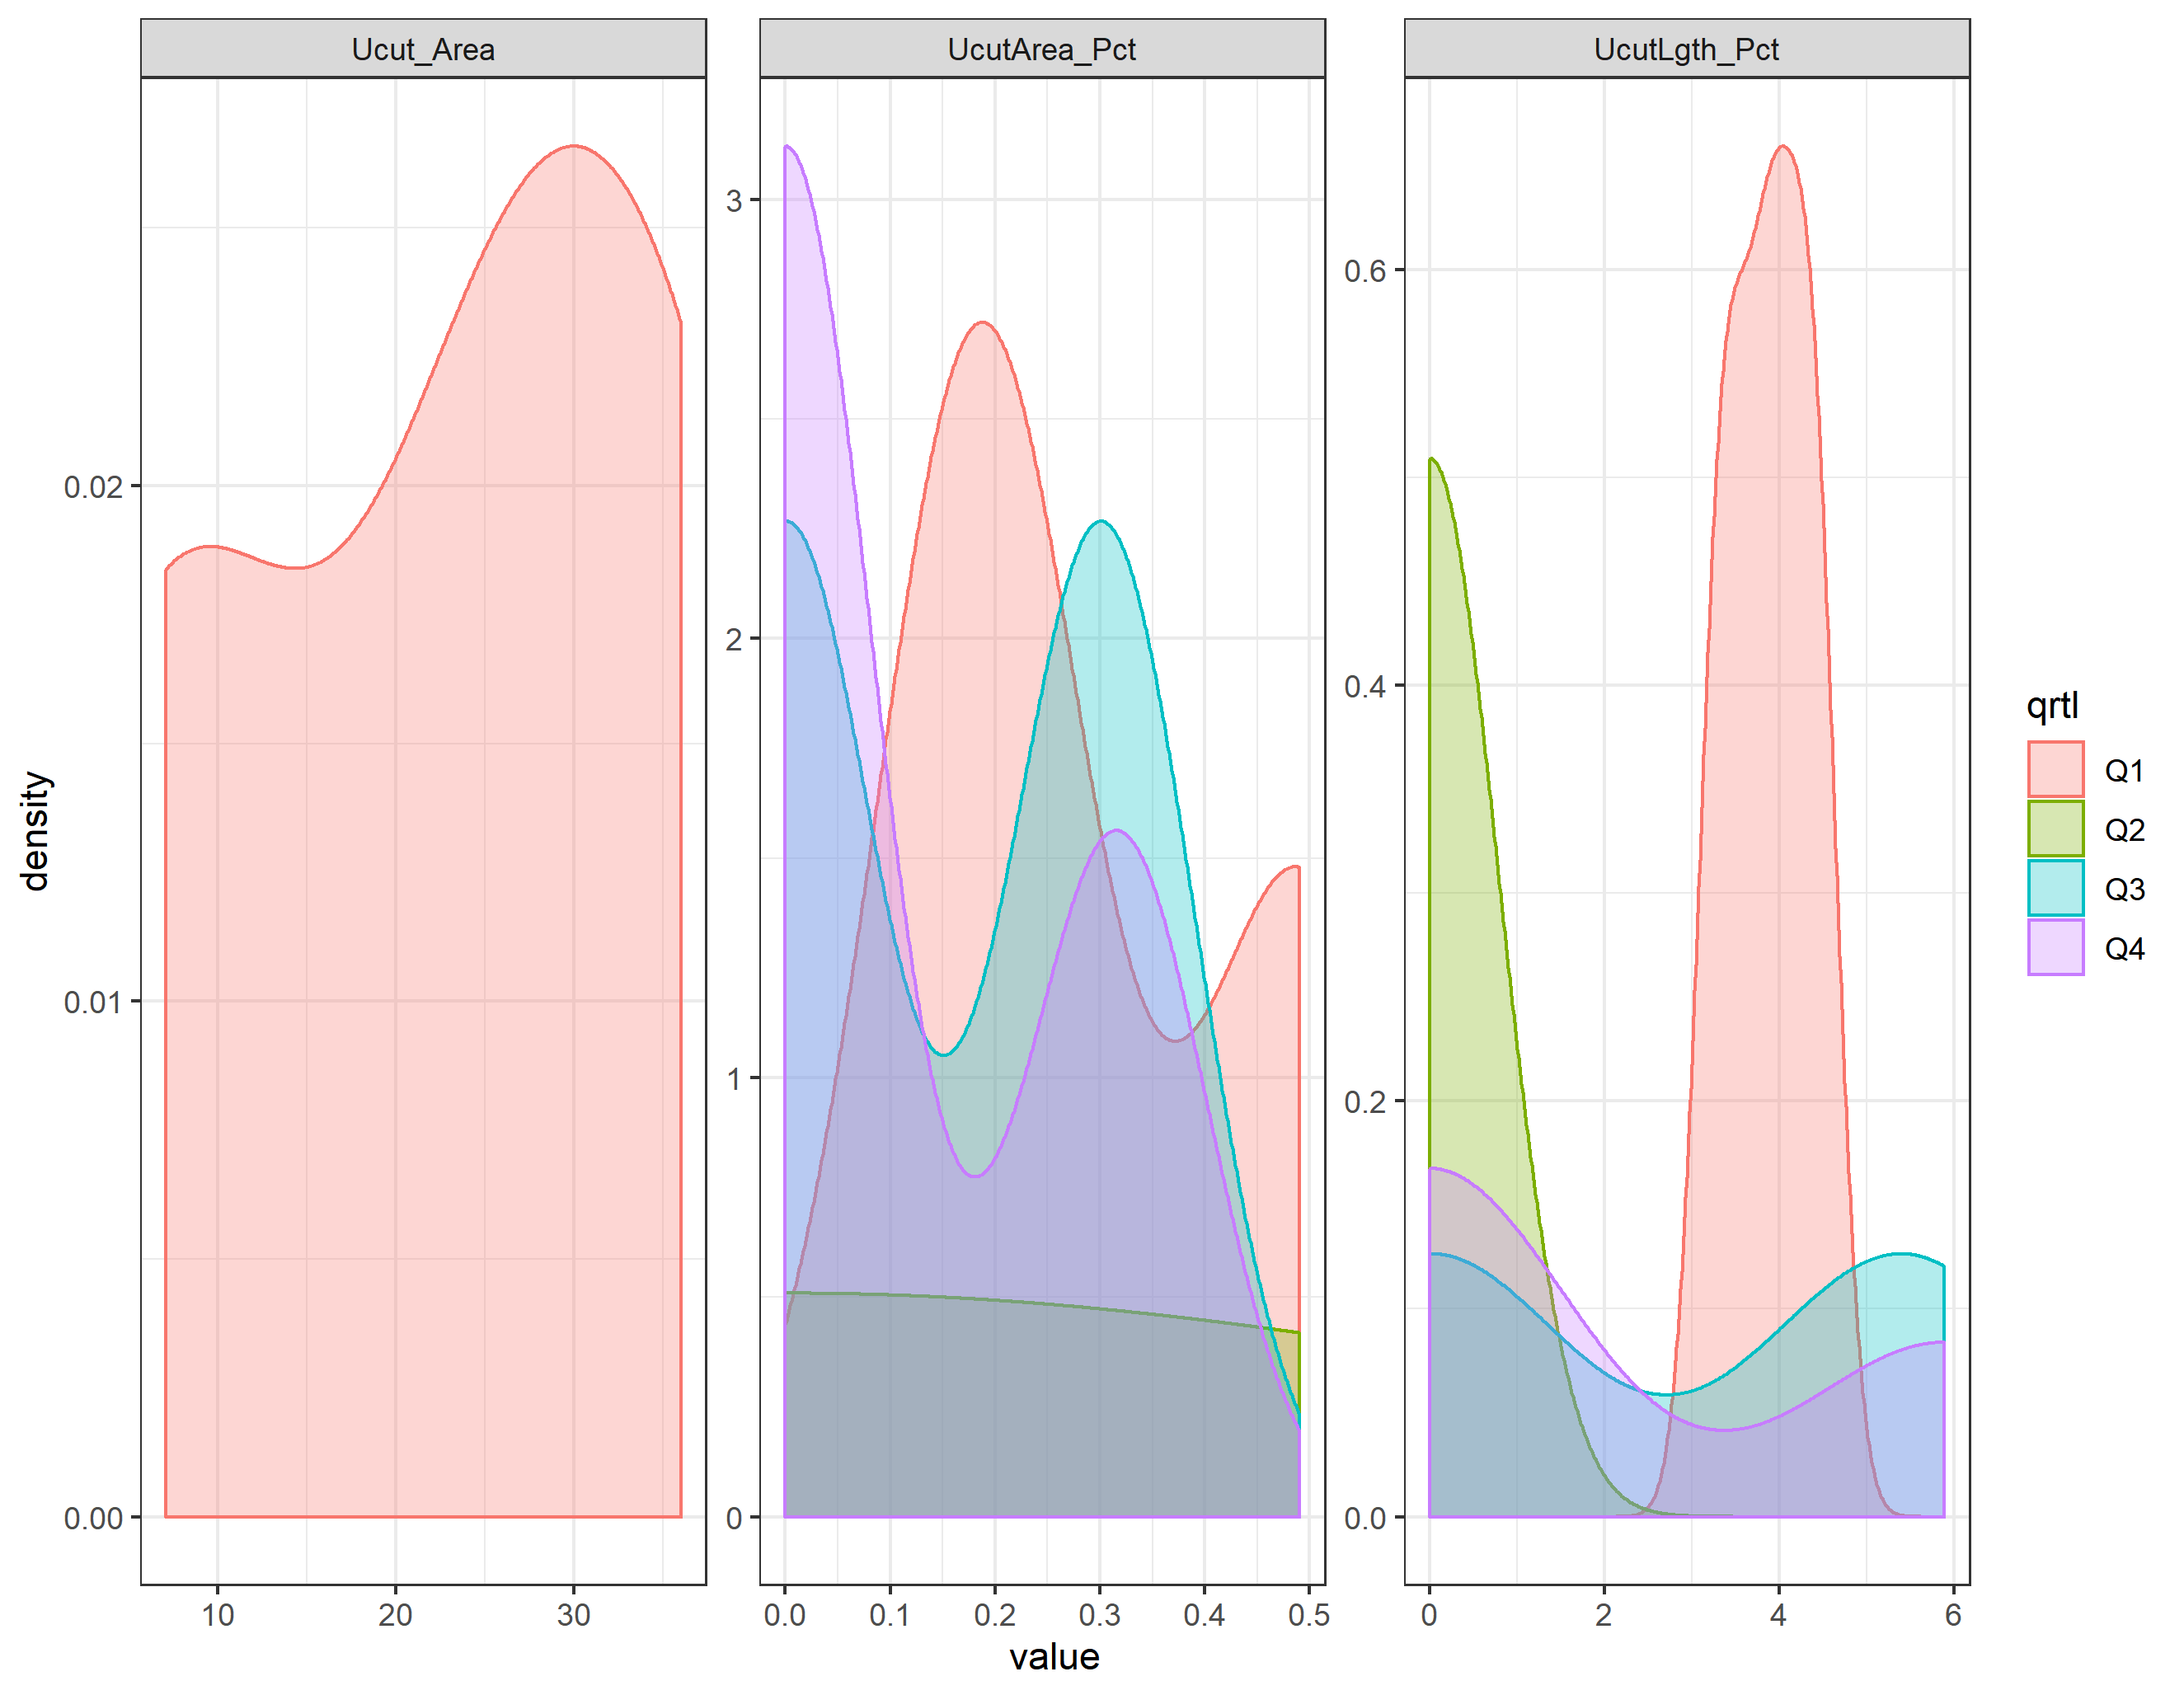 Ucut_Area UcutArea_Pct UcutLgth_Pct
density
0.02
0.01
0.00
3
2
1
0
0.6
0.4
0.2
0.0
10 20 30
0.0 0.1 0.2 0.3 0.4 0.5
0 2 4 6
value
qrtl
Q1
Q2
Q3
Q4